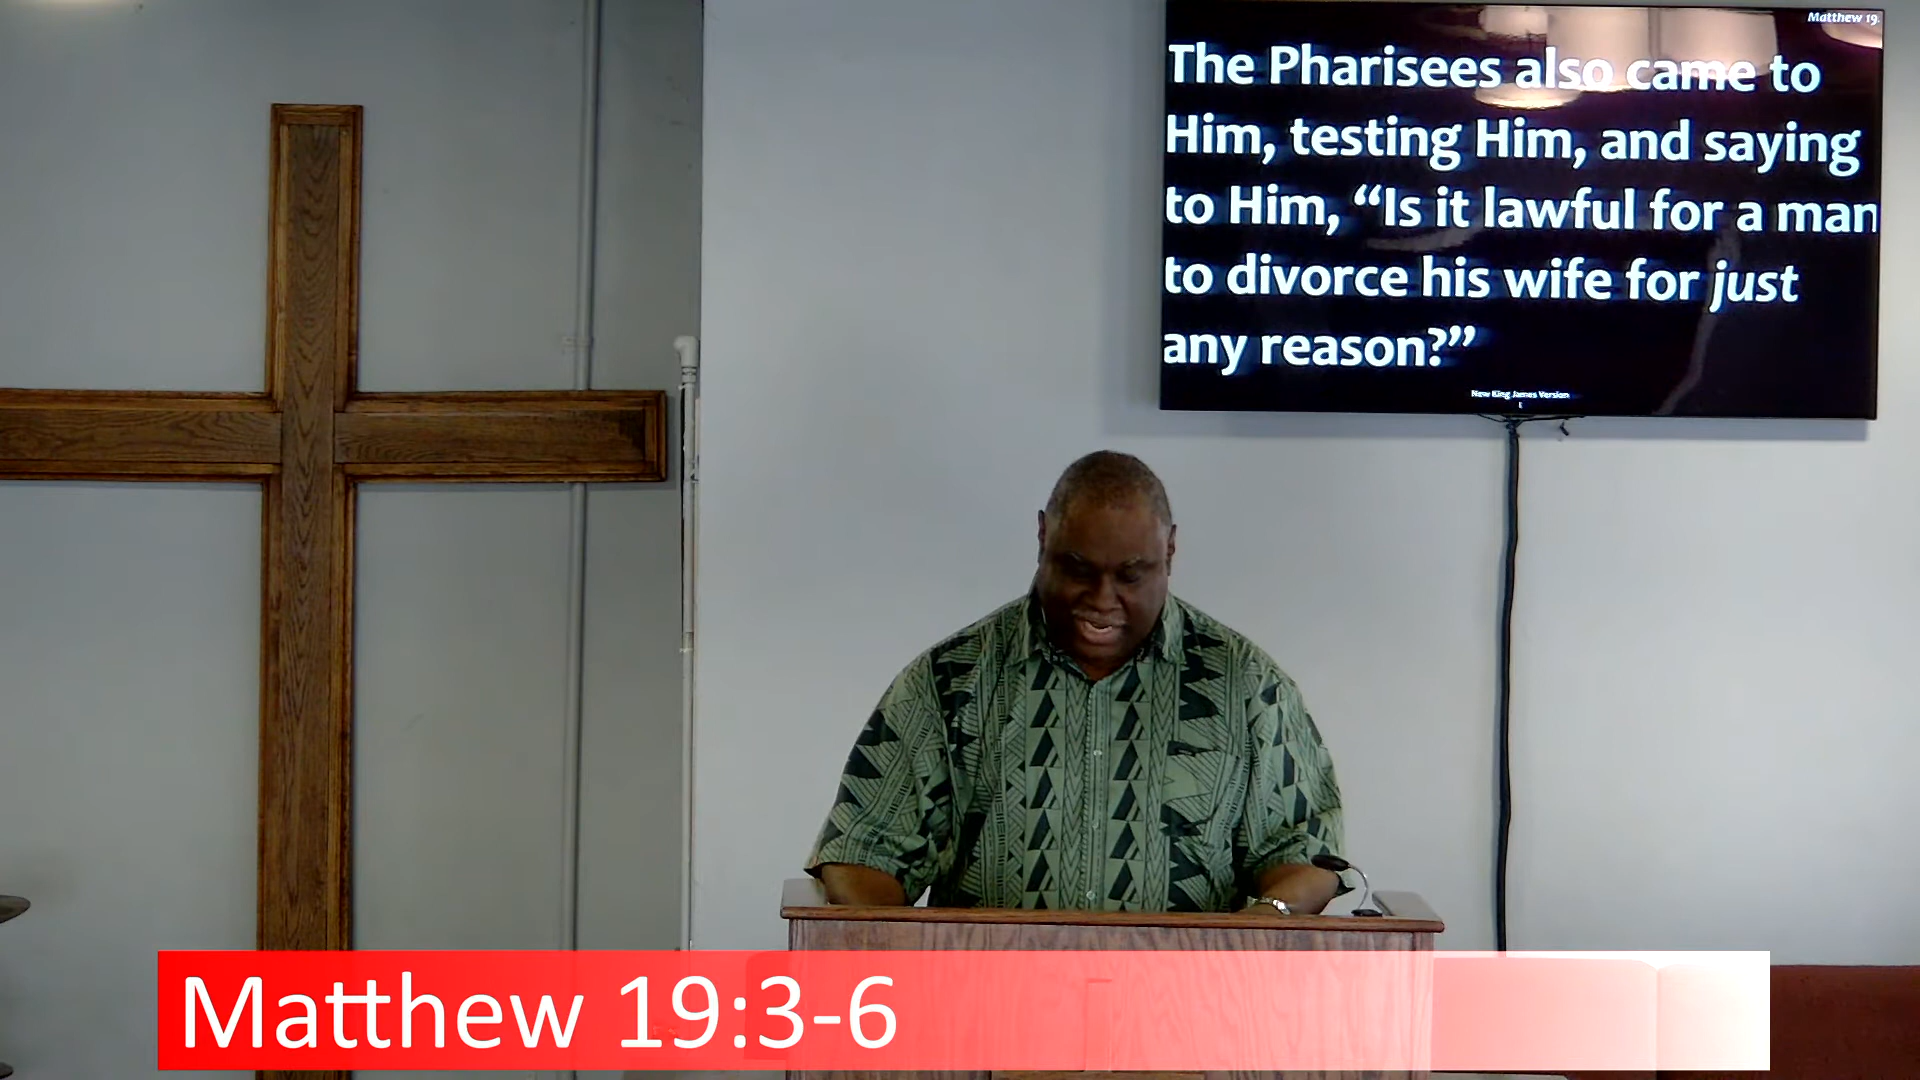 Matthew 19.
The Pharisees also came to
Him, testing Him, and saying
to Him, “Is it lawful for a man
to divorce his wife for just
any reason?”
New King James Version
Matthew 19:3-6